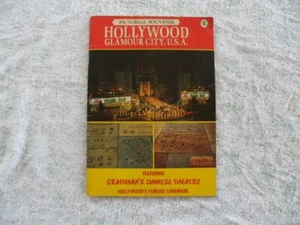 PICTORIAL SOUVENIR
HOLLYWOOD
GLAMOUR CITY, U.S.A.
FEATURING
GRAUMAN'S CHINESE THEATRE
HOLLYWOOD'S FAMOUS LANDMARK